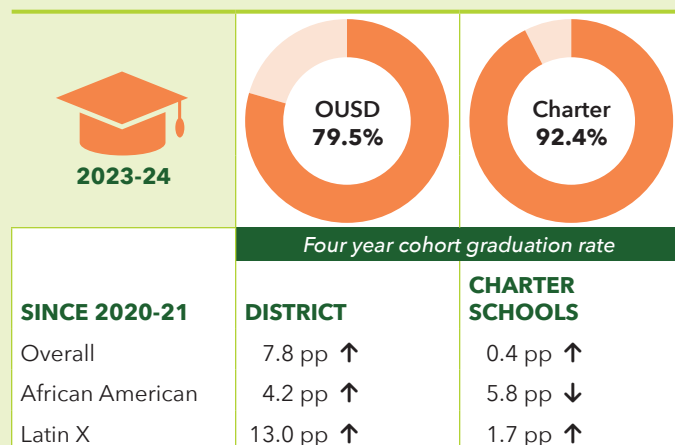 OUSD
79.5%
Charter
92.4%
2023-24
Four year cohort graduation rate
SINCE 2020-21
DISTRICT
CHARTER
SCHOOLS
Overall 7.8 pp ↑ 0.4 pp ↑
African American 4.2 pp ↑ 5.8 pp ↓
Latin X 13.0 pp ↑ 1.7 pp ↑